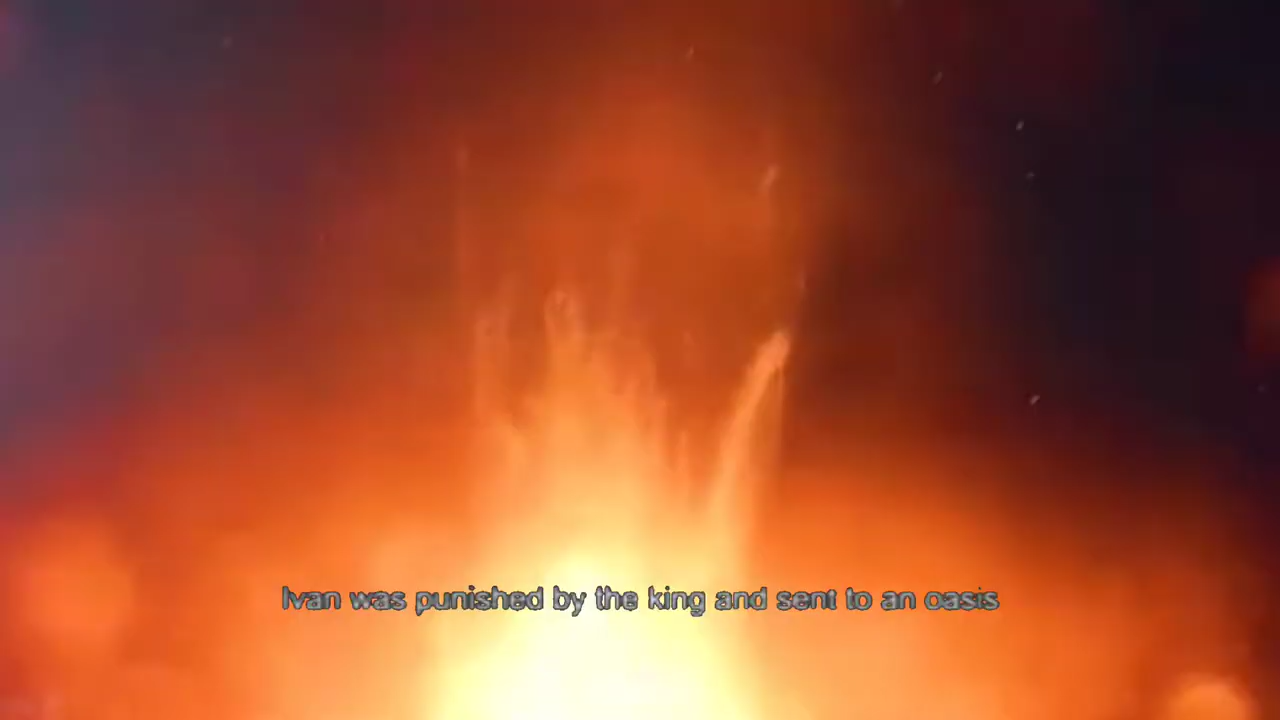 Ivan was punished by the king and sent to an oasis